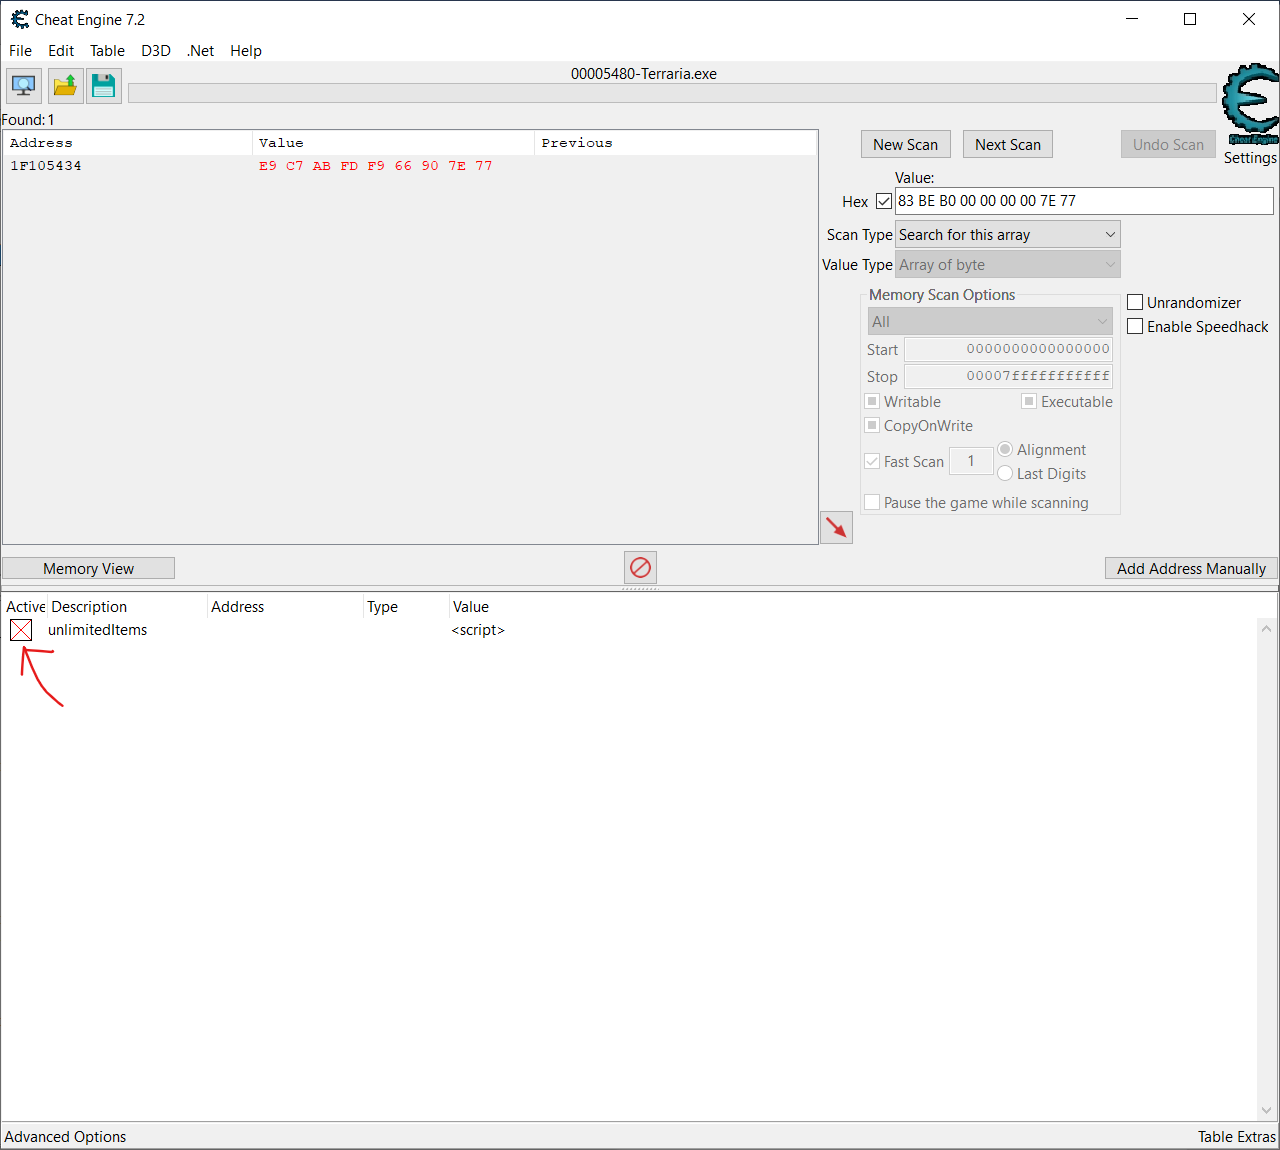 Cheat Engine 7.2
File Edit Table D3D .Net Help
00005480-Terraria.exe
Found: 1
Address Value Previous
1F105434 E9 C7 AB FD F9 66 90 7E 77
New Scan Next Scan Undo Scan
Cheat Engine
Settings
Value:
Hex 83 BE B0 00 00 00 00 7E 77
Scan Type Search for this array
Value Type Array of byte
Memory Scan Options
All
Unrandomizer
Enable Speedhack
Start 0000000000000000
Stop 00007fffffffffff
Writable Executable
CopyOnWrite
Fast Scan 1 Alignment
Last Digits
Pause the game while scanning
Memory View Add Address Manually
Active Description Address Type Value
unlimitedItems <script>
Advanced Options Table Extras